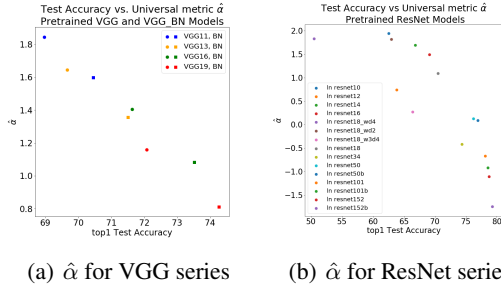 Test Accuracy vs. Universal metric α̂
Pretrained VGG and VGG_BN Models
VGG11, BN
VGG13, BN
VGG16, BN
VGG19, BN
1.8
1.6
1.4
1.2
1.0
0.8
α̂
69 70 71 72 73 74
top1 Test Accuracy
(a) α̂ for VGG series
Test Accuracy vs Universal metric α̂
Pretrained ResNet Models
2.0
1.5
1.0
0.5
0.0
−0.5
−1.0
−1.5
α̂
ln resnet10
ln resnet12
ln resnet14
ln resnet16
ln resnet18_wd4
ln resnet18_wd2
ln resnet18_w3d4
ln resnet18
ln resnet34
ln resnet50
ln resnet50b
ln resnet101
ln resnet101b
ln resnet152
ln resnet152b
50 55 60 65 70 75 80
top1 Test Accuracy
(b) α̂ for ResNet serie